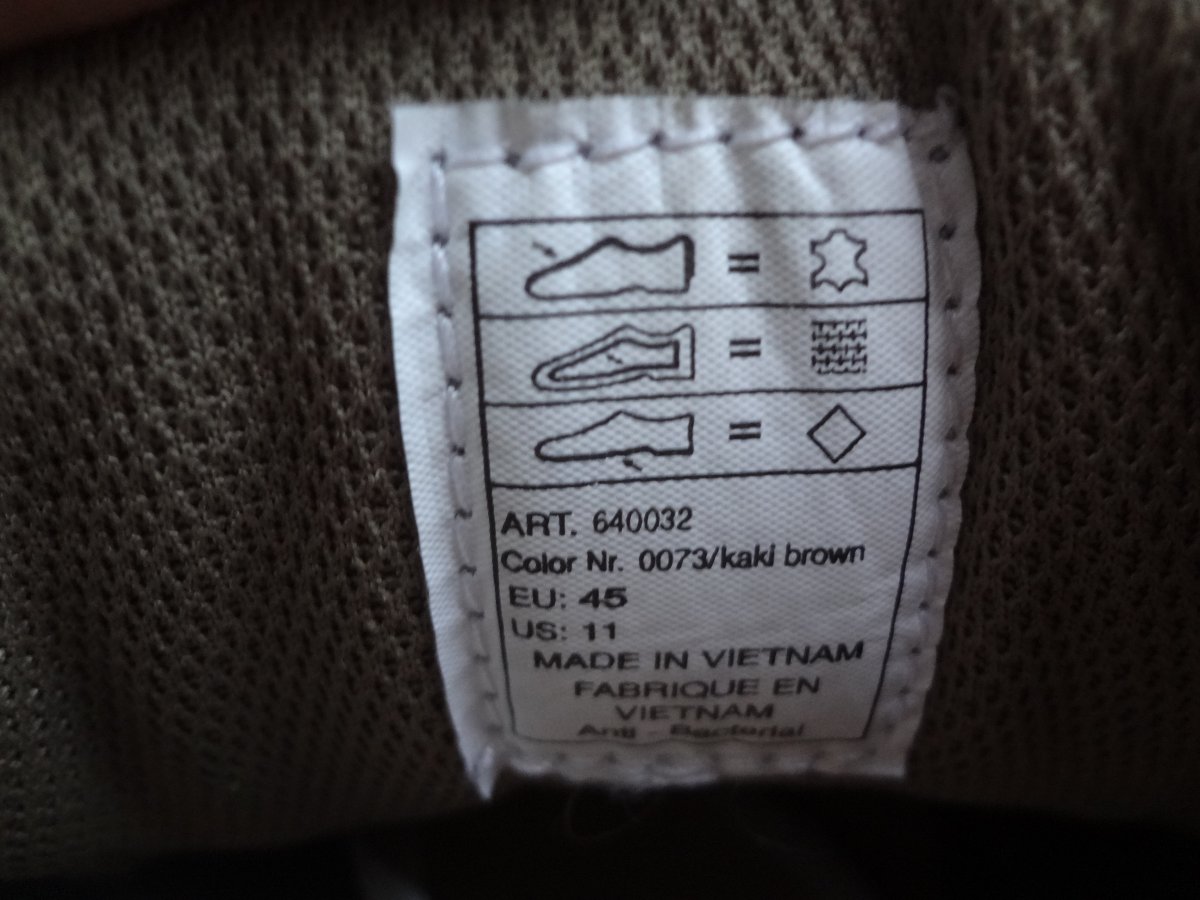 ART. 640032
Color Nr. 0073/kaki brown
EU: 45
US: 11
MADE IN VIETNAM
FABRIQUE EN
VIETNAM
Anti - Bacterial